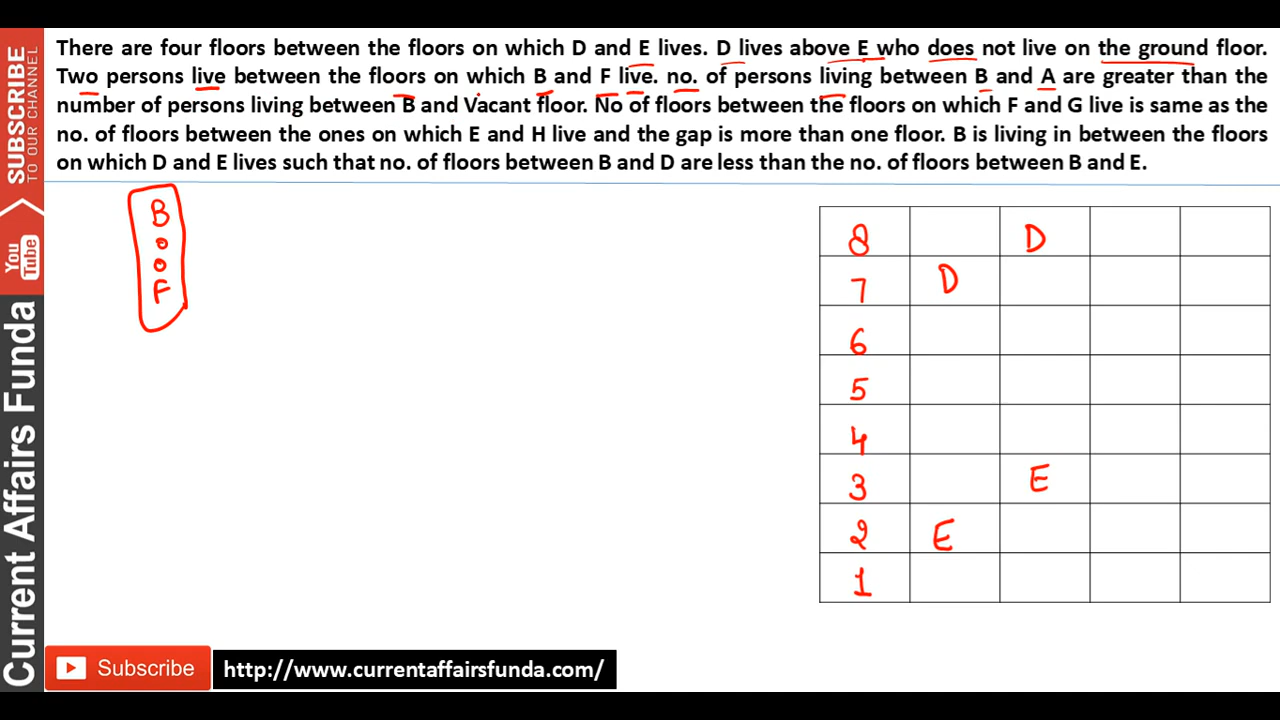 There are four floors between the floors on which D and E lives. D lives above E who does not live on the ground floor.
Two persons live between the floors on which B and F live. no. of persons living between B and A are greater than the
number of persons living between B and Vacant floor. No of floors between the floors on which F and G live is same as the
no. of floors between the ones on which E and H live and the gap is more than one floor. B is living in between the floors
on which D and E lives such that no. of floors between B and D are less than the no. of floors between B and E.
B
F
8 D
7 D
6
5
4
3 E
2 E
1
SUBSCRIBE
TO OUR CHANNEL
You
Tube
Current Affairs Funda
Subscribe
http://www.currentaffairsfunda.com/